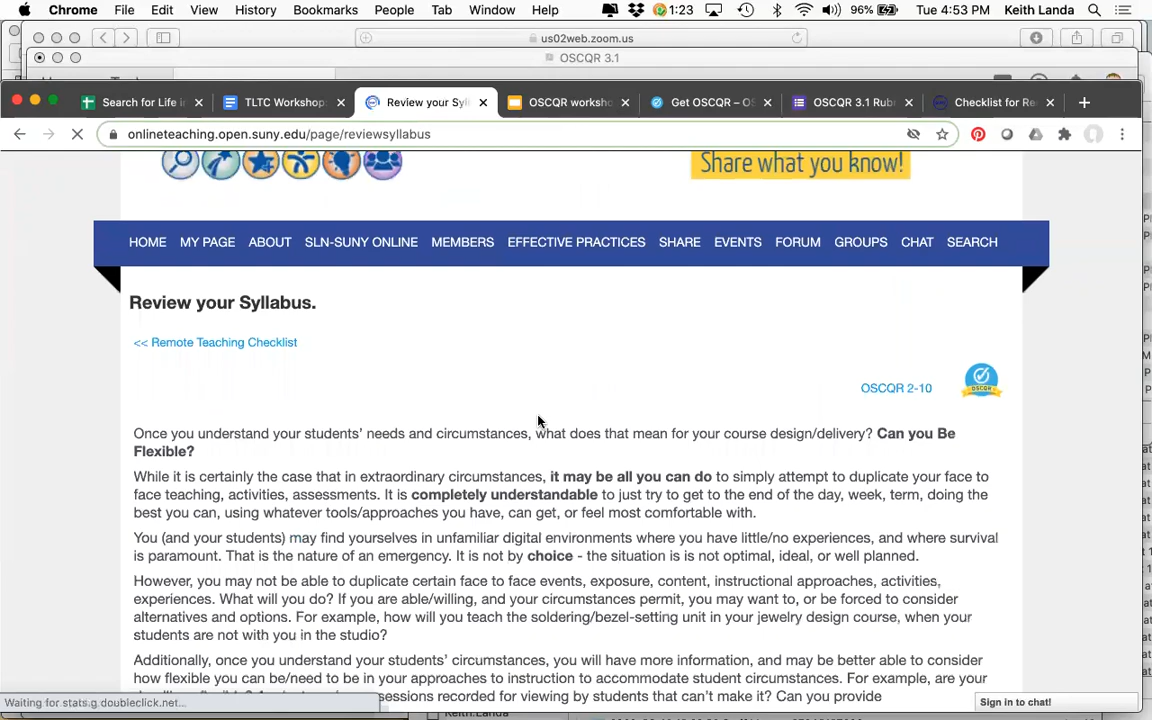 Chrome File Edit View History Bookmarks People Tab Window Help 1:23 96% Tue 4:53 PM Keith Landa
us02web.zoom.us
OSCQR 3.1
Search for Life i TLTC Workshop Review your Syl OSCQR worksho Get OSCQR – OS OSCQR 3.1 Rub Checklist for Re
onlineteaching.open.suny.edu/page/reviewsyllabus
Share what you know!
HOME MY PAGE ABOUT SLN-SUNY ONLINE MEMBERS EFFECTIVE PRACTICES SHARE EVENTS FORUM GROUPS CHAT SEARCH
Review your Syllabus.
<< Remote Teaching Checklist
OSCQR 2-10
OSCQR
Once you understand your students’ needs and circumstances, what does that mean for your course design/delivery? Can you Be
Flexible?
While it is certainly the case that in extraordinary circumstances, it may be all you can do to simply attempt to duplicate your face to
face teaching, activities, assessments. It is completely understandable to just try to get to the end of the day, week, term, doing the
best you can, using whatever tools/approaches you have, can get, or feel most comfortable with.
You (and your students) may find yourselves in unfamiliar digital environments where you have little/no experiences, and where survival
is paramount. That is the nature of an emergency. It is not by choice - the situation is is not optimal, ideal, or well planned.
However, you may not be able to duplicate certain face to face events, exposure, content, instructional approaches, activities,
experiences. What will you do? If you are able/willing, and your circumstances permit, you may want to, or be forced to consider
alternatives and options. For example, how will you teach the soldering/bezel-setting unit in your jewelry design course, when your
students are not with you in the studio?
Additionally, once you understand your students’ circumstances, you will have more information, and may be better able to consider
how flexible you can be/need to be in your approaches to instruction to accommodate student circumstances. For example, are your
sessions recorded for viewing by students that can’t make it? Can you provide
Waiting for stats.g.doubleclick.net...
Sign in to chat!